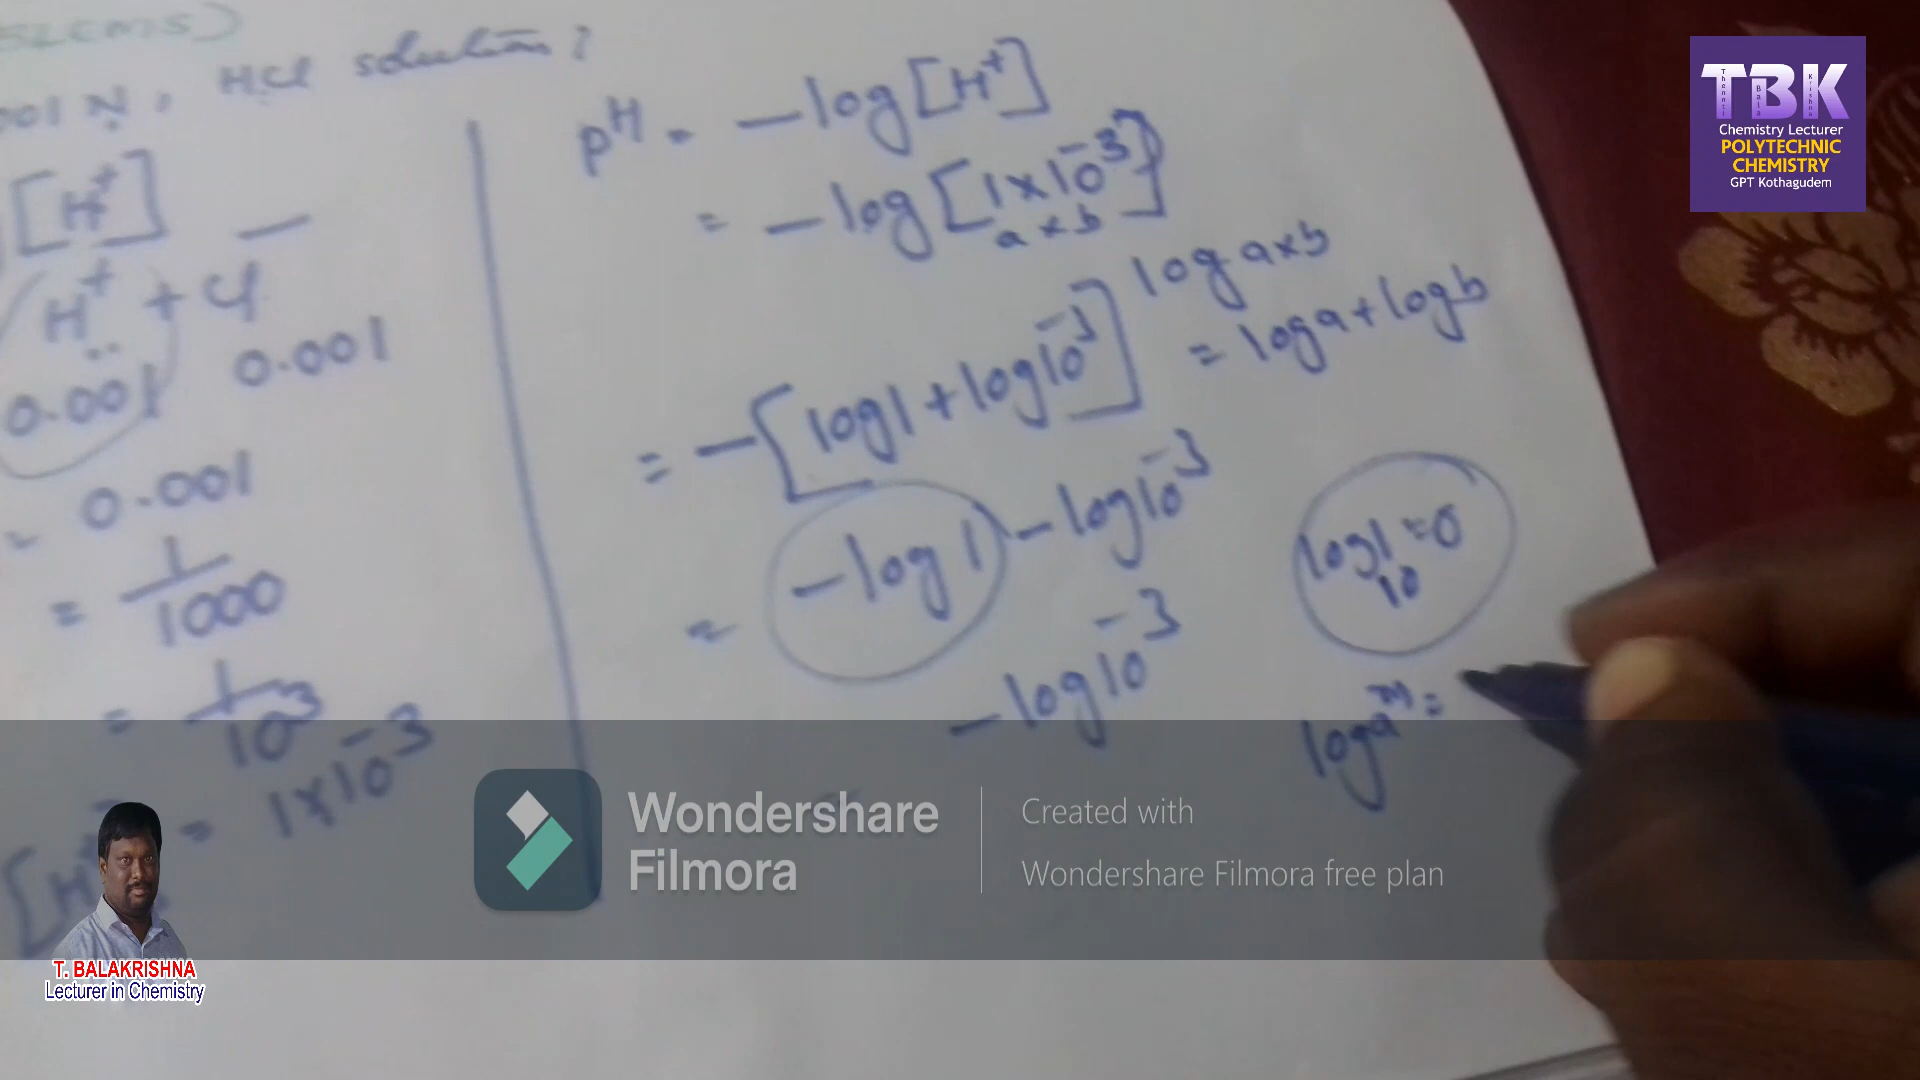 HCl solution?
[H⁺]
H⁺ + Cl⁻
0.001 0.001
= 0.001
= 1/1000
= 1/10³
= 1×10⁻³
pH = -log[H⁺]
= -log[1×10⁻³]
a×b
log a×b
= log a + log b
= -[log1 + log10⁻³]
= -log1 - log10⁻³
-log10⁻³
log1 = 0
10
log aᵐ =
TBK
Chemistry Lecturer
POLYTECHNIC
CHEMISTRY
GPT Kothagudem
Wondershare
Filmora
Created with
Wondershare Filmora free plan
T. BALAKRISHNA
Lecturer in Chemistry